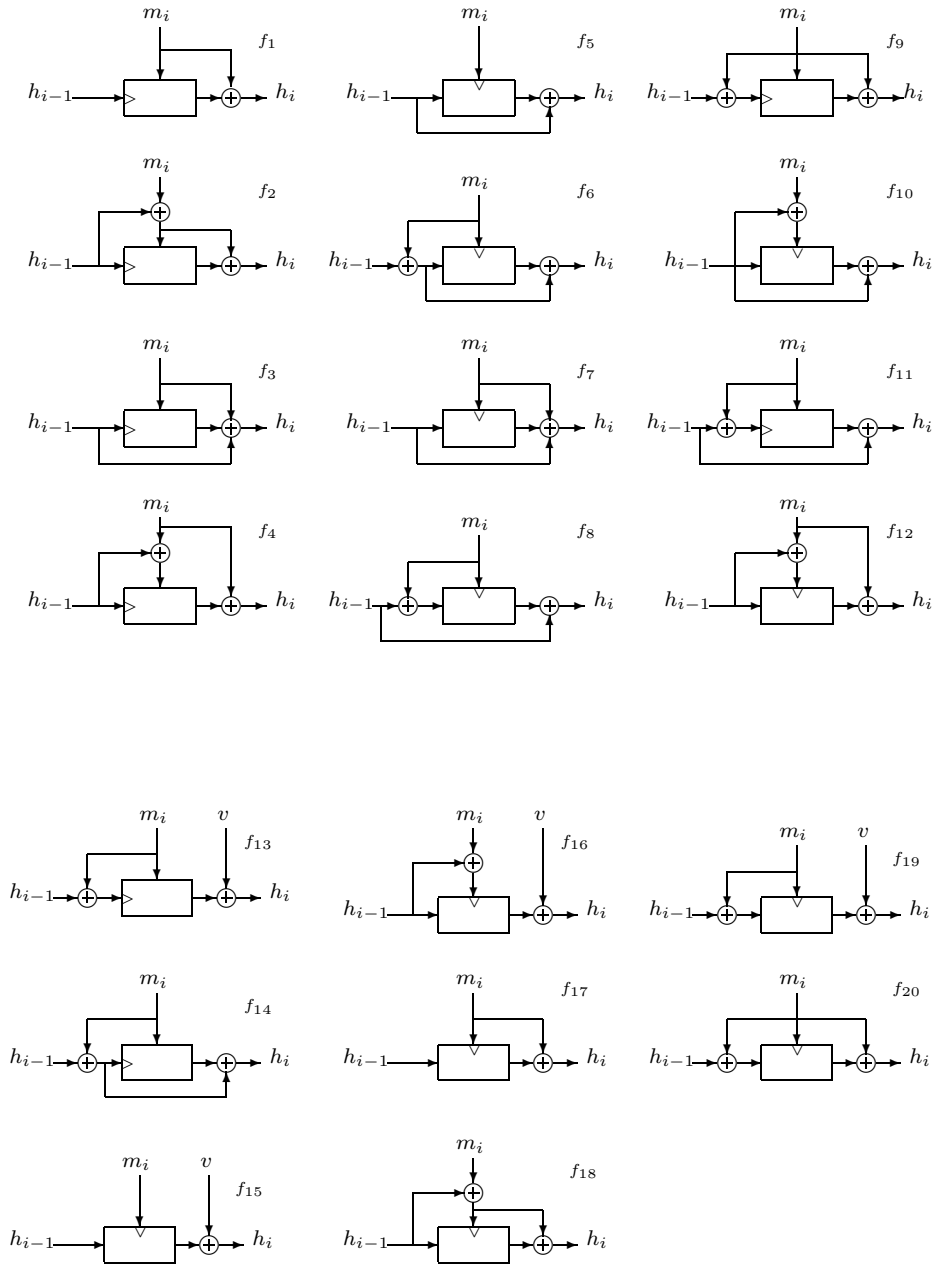 m_i m_i m_i
f_1 f_5 f_9
h_{i−1} h_i h_{i−1} h_i h_{i−1} h_i
m_i m_i m_i
f_2 f_6 f_10
h_{i−1} h_i h_{i−1} h_i h_{i−1} h_i
m_i m_i m_i
f_3 f_7 f_11
h_{i−1} h_i h_{i−1} h_i h_{i−1} h_i
m_i m_i m_i
f_4 f_8 f_12
h_{i−1} h_i h_{i−1} h_i h_{i−1} h_i
m_i v m_i v m_i v
f_13 f_16 f_19
h_{i−1} h_i h_{i−1} h_i h_{i−1} h_i
m_i m_i m_i
f_14 f_17 f_20
h_{i−1} h_i h_{i−1} h_i h_{i−1} h_i
m_i v m_i
f_15 f_18
h_{i−1} h_i h_{i−1} h_i